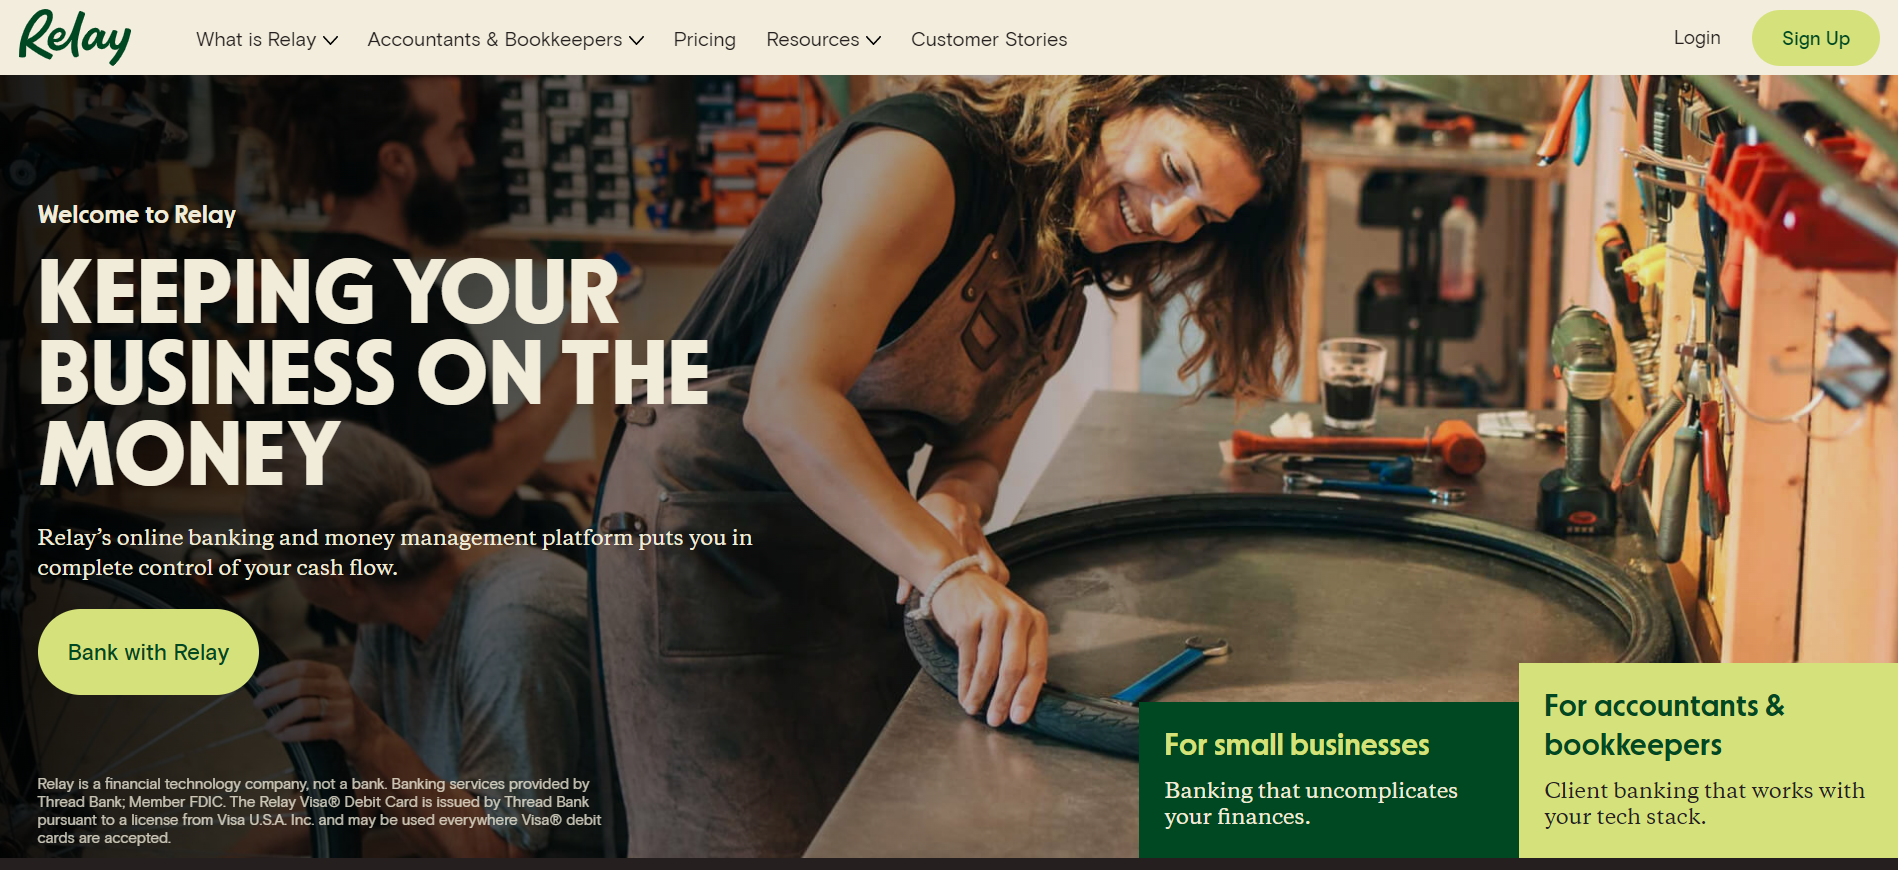 Relay
What is Relay
Accountants & Bookkeepers
Pricing
Resources
Customer Stories
Login
Sign Up
Welcome to Relay
KEEPING YOUR
BUSINESS ON THE
MONEY
Relay’s online banking and money management platform puts you in
complete control of your cash flow.
Bank with Relay
Relay is a financial technology company, not a bank. Banking services provided by
Thread Bank; Member FDIC. The Relay Visa® Debit Card is issued by Thread Bank
pursuant to a license from Visa U.S.A. Inc. and may be used everywhere Visa® debit
cards are accepted.
For small businesses
Banking that uncomplicates
your finances.
For accountants &
bookkeepers
Client banking that works with
your tech stack.